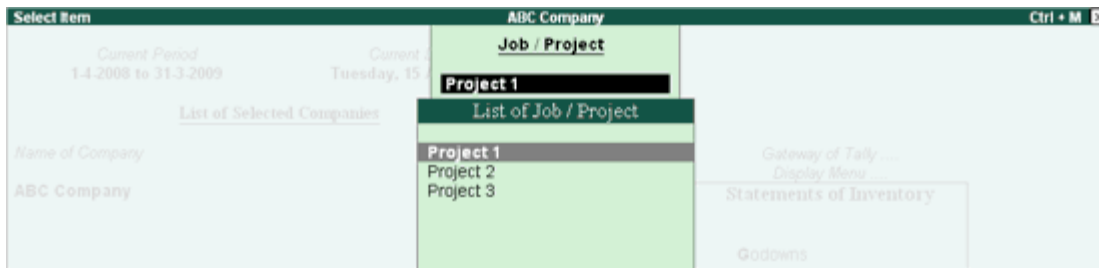 Select Item ABC Company Ctrl + M
Current Period Current
Job / Project
1-4-2008 to 31-3-2009 Tuesday, 15
Project 1
List of Selected Companies List of Job / Project
Name of Company Project 1 Gateway of Tally ....
Project 2 Display Menu ....
ABC Company Project 3 Statements of Inventory
Godowns